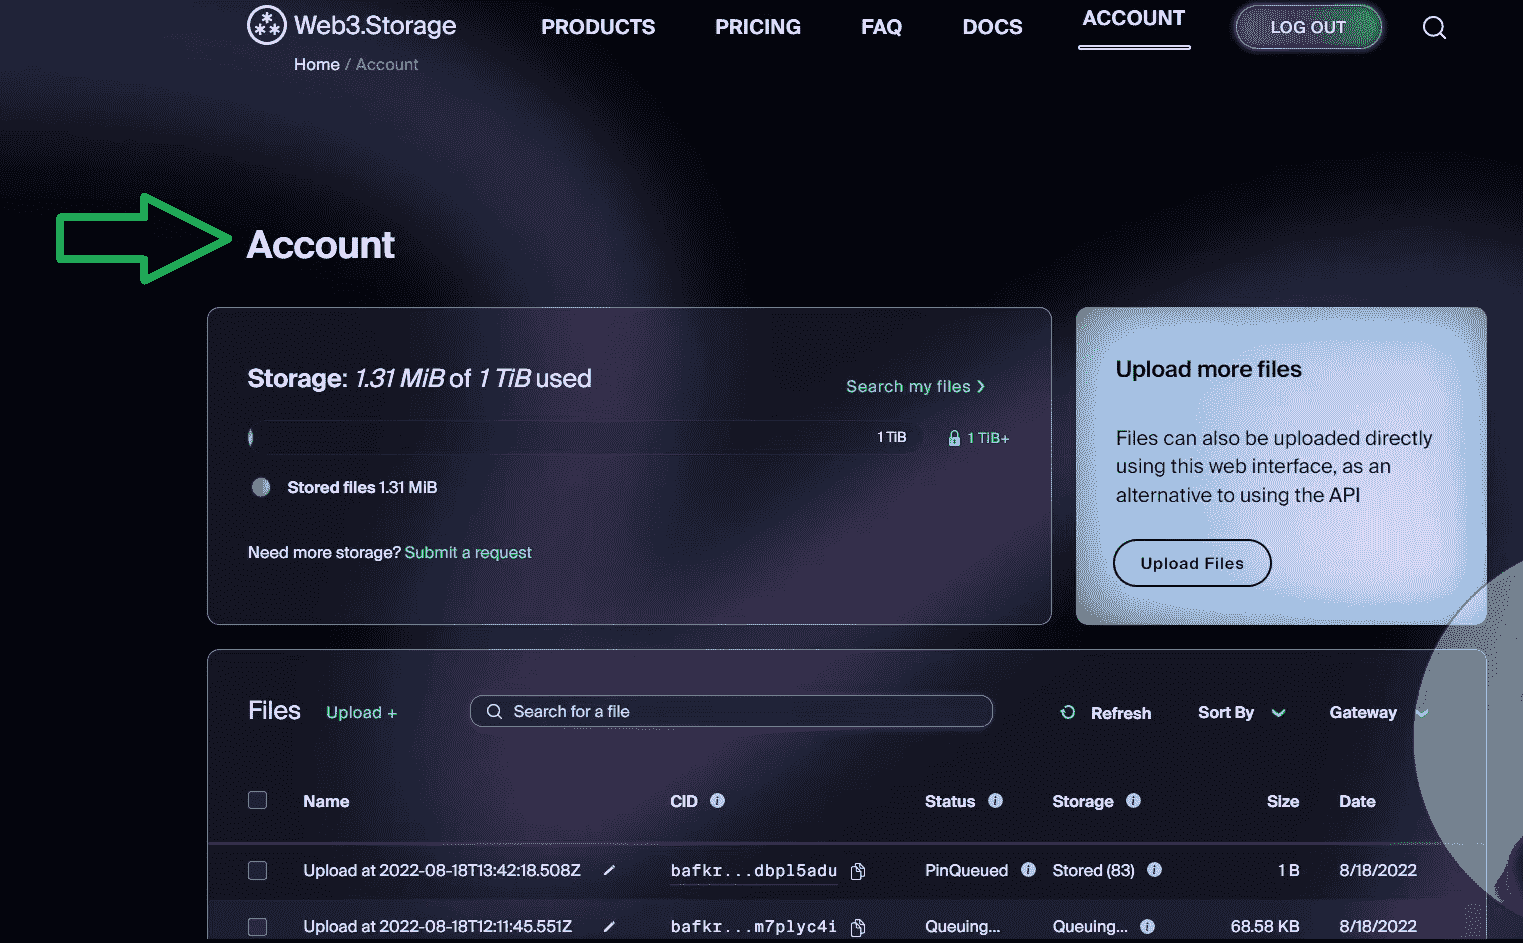 Web3.Storage
PRODUCTS
PRICING
FAQ
DOCS
ACCOUNT
LOG OUT
Home / Account
Account
Storage: 1.31 MiB of 1 TiB used
Search my files
1 TiB
1 TiB+
Stored files 1.31 MiB
Need more storage? Submit a request
Upload more files
Files can also be uploaded directly
using this web interface, as an
alternative to using the API
Upload Files
Files
Upload +
Search for a file
Refresh
Sort By
Gateway
Name
CID
Status
Storage
Size
Date
Upload at 2022-08-18T13:42:18.508Z
bafkr...dbpl5adu
PinQueued
Stored (83)
1 B
8/18/2022
Upload at 2022-08-18T12:11:45.551Z
bafkr...m7plyc4i
Queuing...
Queuing...
68.58 KB
8/18/2022